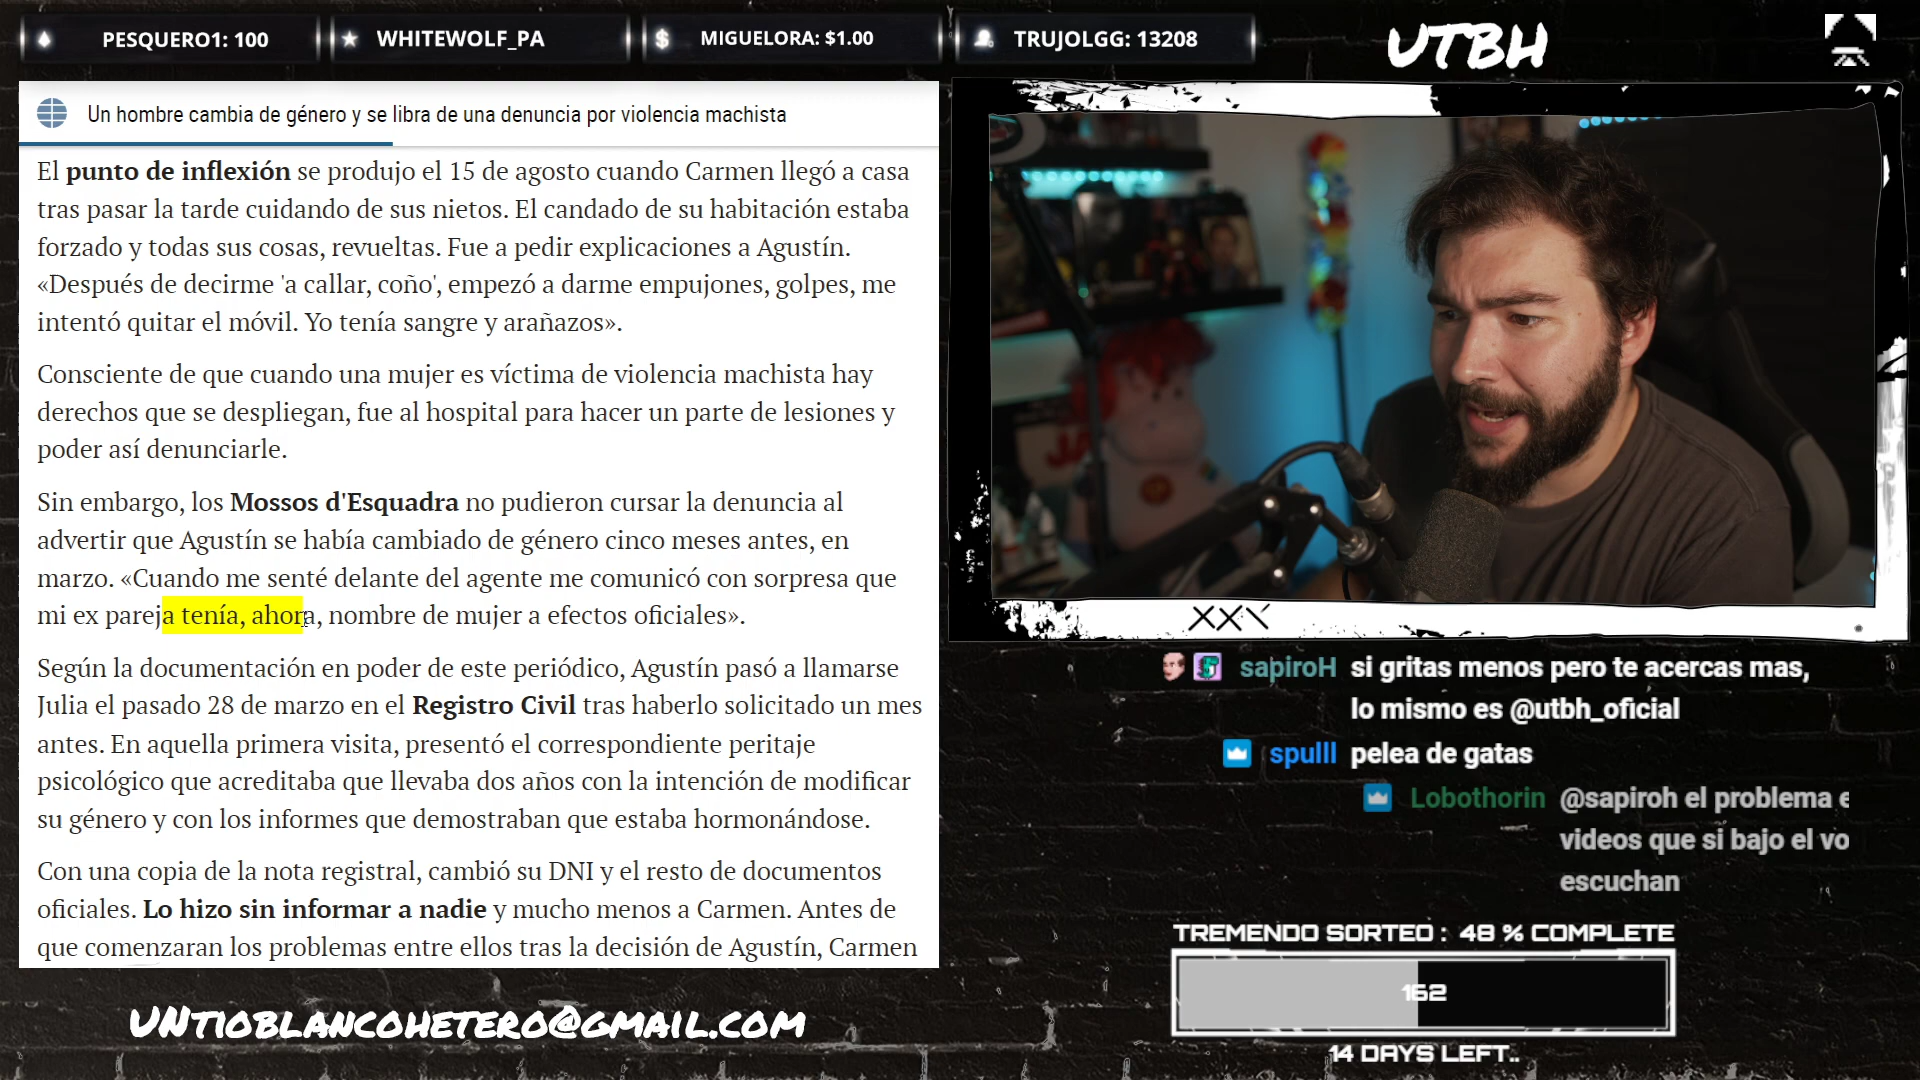 PESQUERO1: 100
WHITEWOLF_PA
MIGUELORA: $1.00
TRUJOLGG: 13208
UTBH
Un hombre cambia de género y se libra de una denuncia por violencia machista
El punto de inflexión se produjo el 15 de agosto cuando Carmen llegó a casa
tras pasar la tarde cuidando de sus nietos. El candado de su habitación estaba
forzado y todas sus cosas, revueltas. Fue a pedir explicaciones a Agustín.
«Después de decirme 'a callar, coño', empezó a darme empujones, golpes, me
intentó quitar el móvil. Yo tenía sangre y arañazos».
Consciente de que cuando una mujer es víctima de violencia machista hay
derechos que se despliegan, fue al hospital para hacer un parte de lesiones y
poder así denunciarle.
Sin embargo, los Mossos d'Esquadra no pudieron cursar la denuncia al
advertir que Agustín se había cambiado de género cinco meses antes, en
marzo. «Cuando me senté delante del agente me comunicó con sorpresa que
mi ex pareja tenía, ahora, nombre de mujer a efectos oficiales».
Según la documentación en poder de este periódico, Agustín pasó a llamarse
Julia el pasado 28 de marzo en el Registro Civil tras haberlo solicitado un mes
antes. En aquella primera visita, presentó el correspondiente peritaje
psicológico que acreditaba que llevaba dos años con la intención de modificar
su género y con los informes que demostraban que estaba hormonándose.
Con una copia de la nota registral, cambió su DNI y el resto de documentos
oficiales. Lo hizo sin informar a nadie y mucho menos a Carmen. Antes de
que comenzaran los problemas entre ellos tras la decisión de Agustín, Carmen
UNTIOBLANCOHETERO@GMAIL.COM
XXX
sapiroH si gritas menos pero te acercas mas,
lo mismo es @utbh_oficial
spulll pelea de gatas
Lobothorin @sapiroh el problema e
videos que si bajo el vo
escuchan
TREMENDO SORTEO : 48 % COMPLETE
162
14 DAYS LEFT..